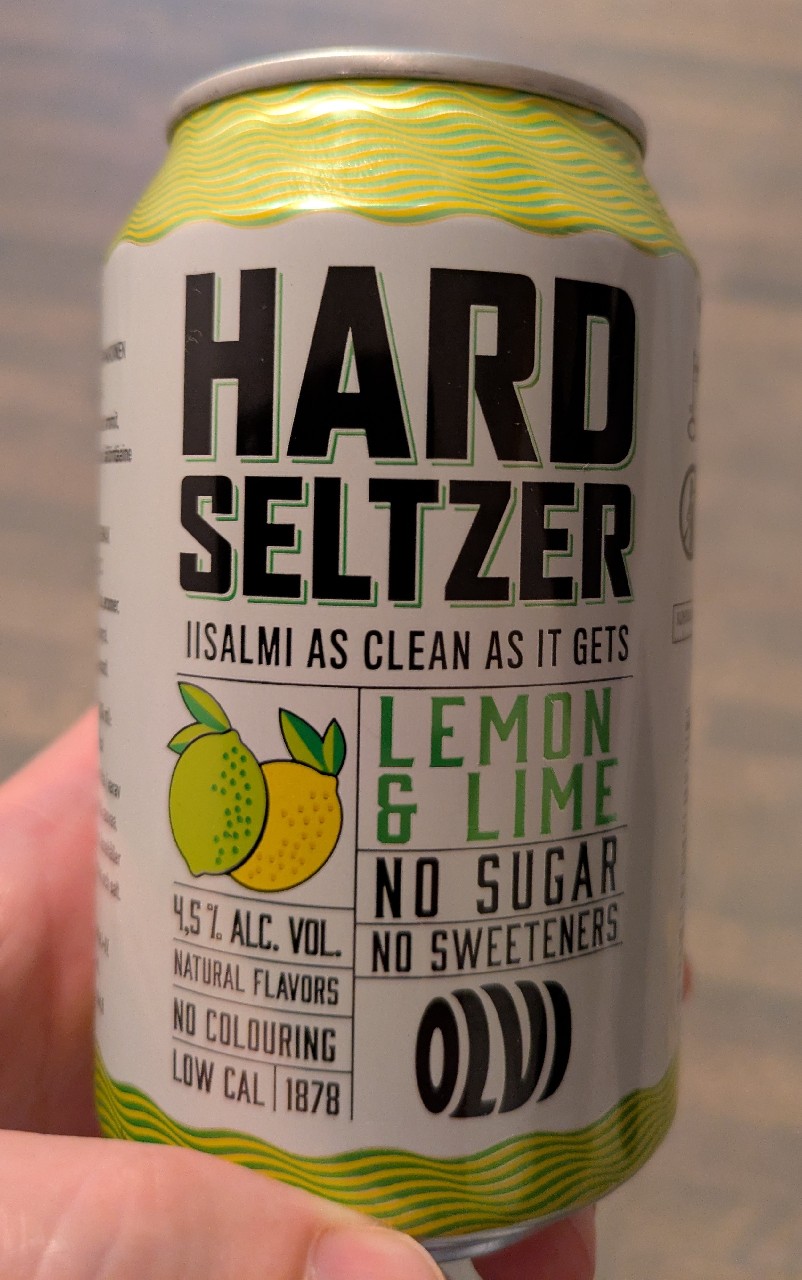 HARD
SELTZER
IISALMI AS CLEAN AS IT GETS
LEMON
& LIME
NO SUGAR
NO SWEETENERS
4,5 % ALC. VOL.
NATURAL FLAVORS
NO COLOURING
LOW CAL | 1878
OLVI